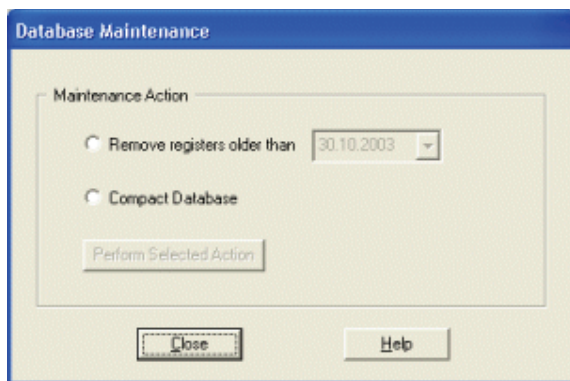 Database Maintenance
Maintenance Action
Remove registers older than 30.10.2003
Compact Database
Perform Selected Action
Close Help